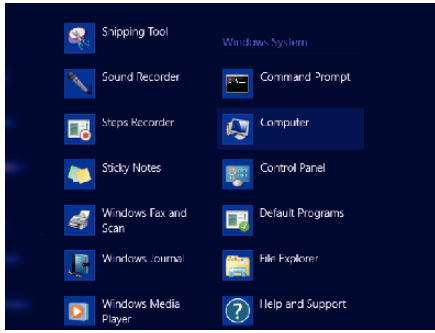 Snipping Tool
Sound Recorder
Steps Recorder
Sticky Notes
Windows Fax and
Scan
Windows Journal
Windows Media
Player
Windows System
Command Prompt
Computer
Control Panel
Default Programs
File Explorer
Help and Support